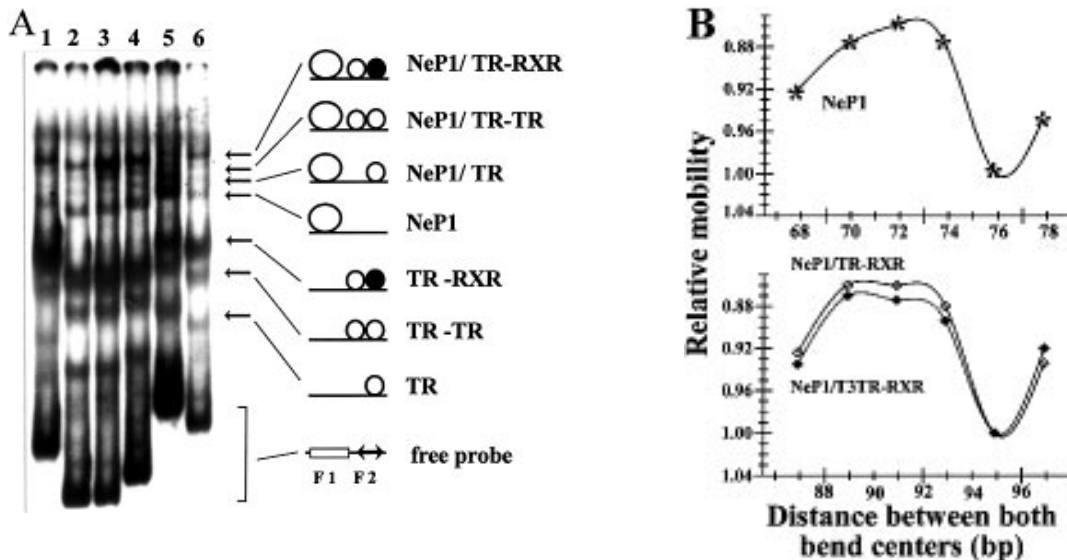 A
1 2 3 4 5 6
NeP1/ TR-RXR
NeP1/ TR-TR
NeP1/ TR
NeP1
TR -RXR
TR -TR
TR
free probe
F1 F2
B
Relative mobility
0.88
0.92
0.96
1.00
1.04
NeP1
68 70 72 74 76 78
NeP1/TR-RXR
0.88
0.92
0.96
1.00
1.04
NeP1/T3TR-RXR
88 90 92 94 96
Distance between both
bend centers (bp)